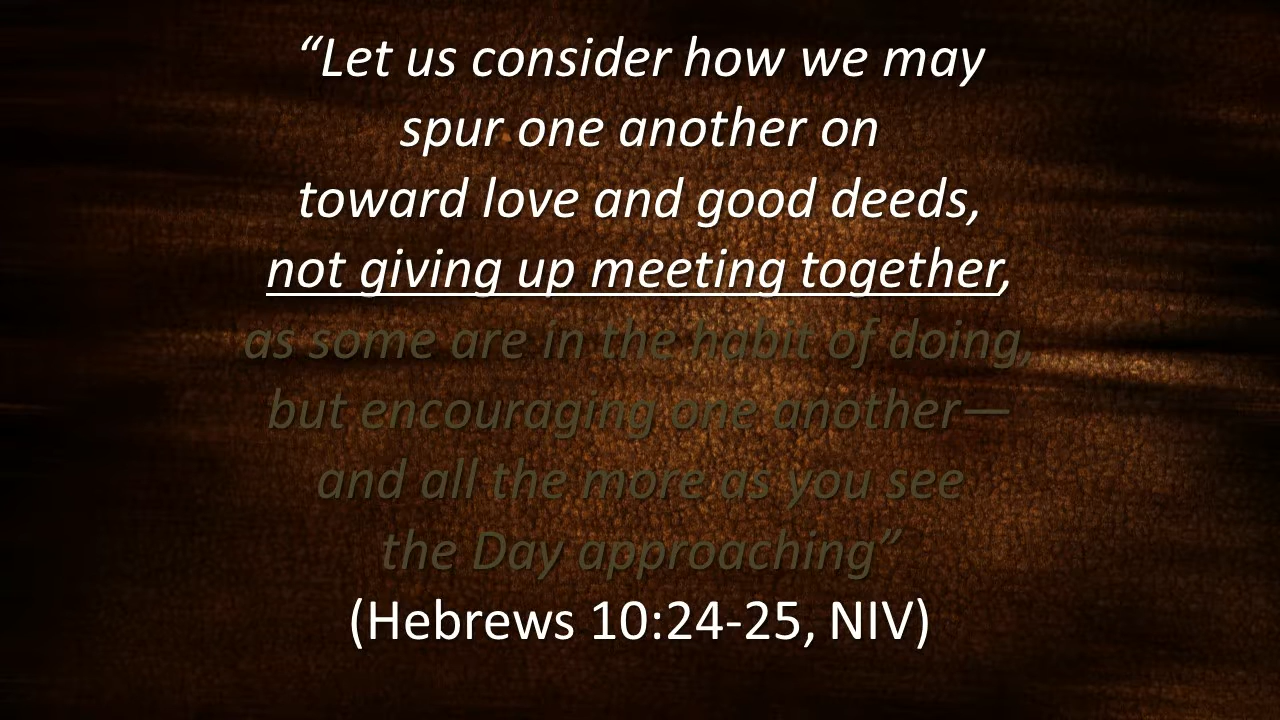 “Let us consider how we may
spur one another on
toward love and good deeds,
not giving up meeting together,
as some are in the habit of doing,
but encouraging one another—
and all the more as you see
the Day approaching”
(Hebrews 10:24-25, NIV)